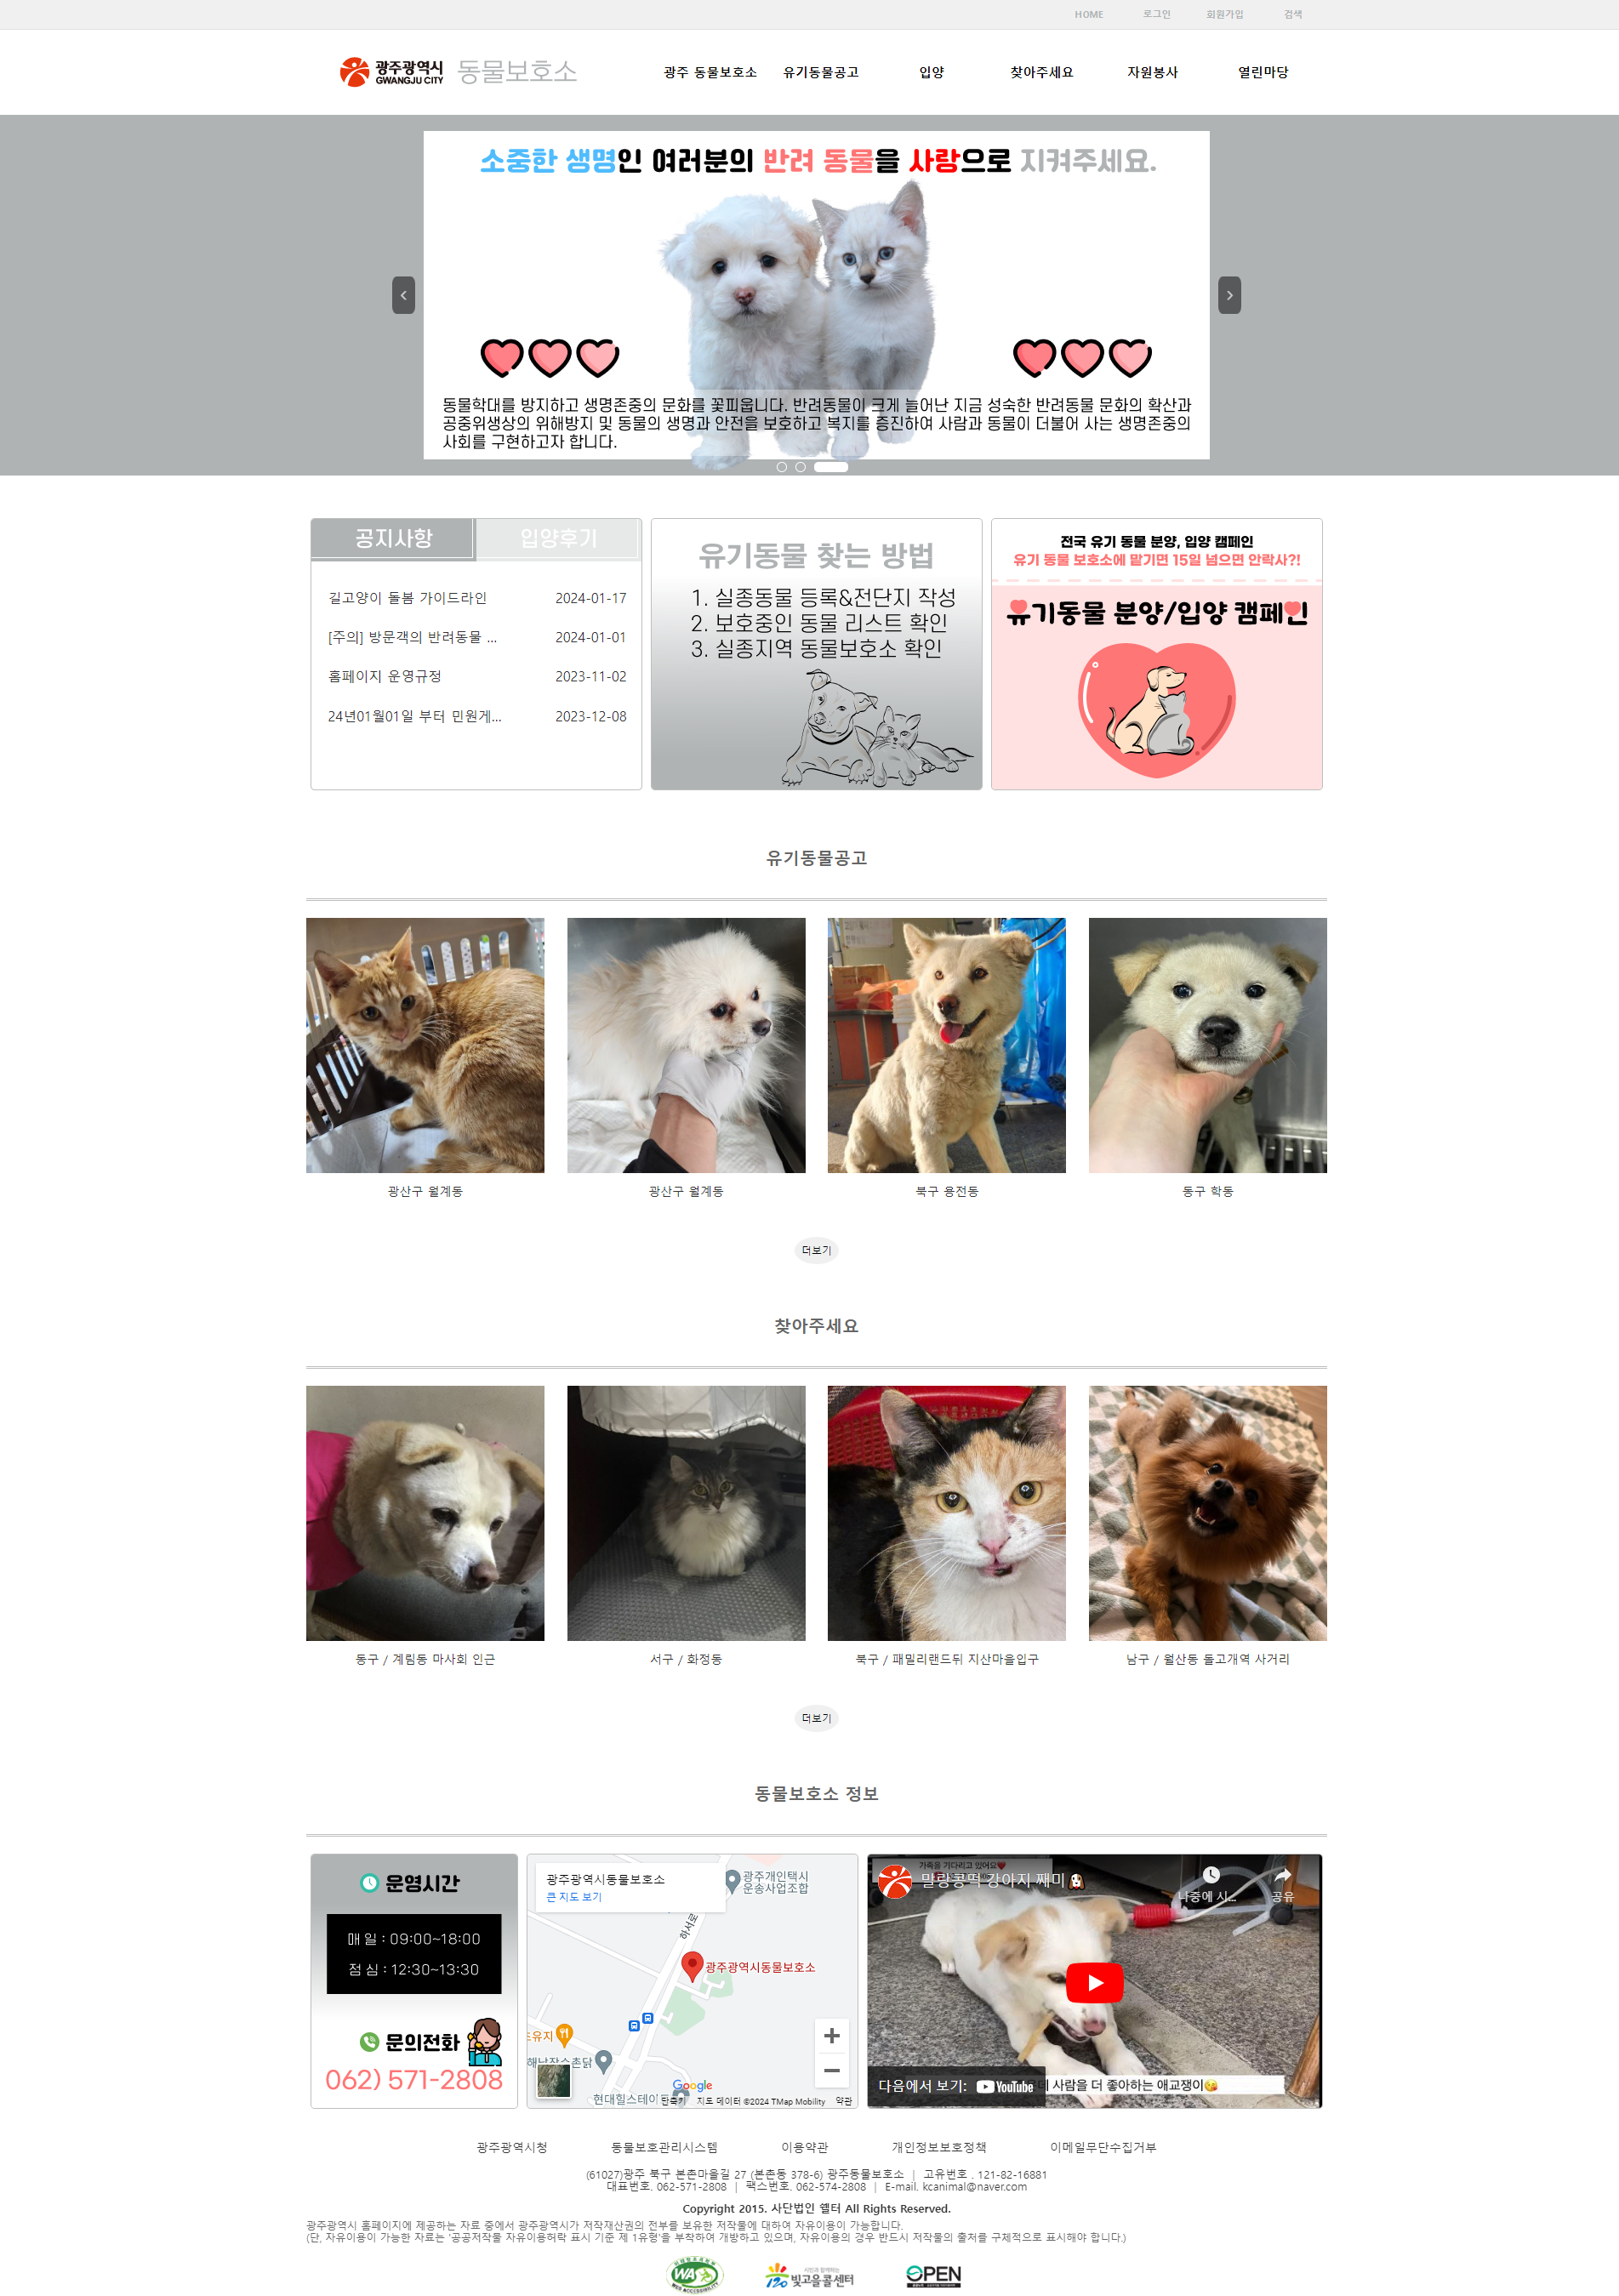 HOME 로그인 회원가입 검색
광주광역시 GWANGJU CITY 동물보호소
광주 동물보호소 유기동물공고 입양 찾아주세요 자원봉사 열린마당
소중한 생명인 여러분의 반려 동물을 사랑으로 지켜주세요.
동물학대를 방지하고 생명존중의 문화를 꽃피웁니다. 반려동물이 크게 늘어난 지금 성숙한 반려동물 문화의 확산과
공중위생상의 위해방지 및 동물의 생명과 안전을 보호하고 복지를 증진하여 사람과 동물이 더불어 사는 생명존중의
사회를 구현하고자 합니다.
공지사항 입양후기
길고양이 돌봄 가이드라인 2024-01-17
[주의] 방문객의 반려동물 ... 2024-01-01
홈페이지 운영규정 2023-11-02
24년01월01일 부터 민원게... 2023-12-08
유기동물 찾는 방법
1. 실종동물 등록&전단지 작성
2. 보호중인 동물 리스트 확인
3. 실종지역 동물보호소 확인
전국 유기 동물 분양, 입양 캠페인
유기 동물 보호소에 맡기면 15일 넘으면 안락사?!
유기동물 분양/입양 캠페인
유기동물공고
광산구 월계동 광산구 월계동 북구 용전동 동구 학동
더보기
찾아주세요
동구 / 계림동 마사회 인근 서구 / 화정동 북구 / 패밀리랜드뒤 지산마을입구 남구 / 월산동 돌고개역 사거리
더보기
동물보호소 정보
운영시간
매 일 : 09:00~18:00
점 심 : 12:30~13:30
문의전화
062) 571-2808
광주광역시동물보호소
큰 지도 보기
광주개인택시
운송사업조합
하서로
광주광역시동물보호소
유지
해남장수촌닭
현대힐스테이
Google
단축키 지도 데이터 ©2024 TMap Mobility 약관
가족을 기다리고 있어요
말랑콩떡 강아지 째미
나중에 시... 공유
다음에서 보기: YouTube
사람을 더 좋아하는 애교쟁이
광주광역시청 동물보호관리시스템 이용약관 개인정보보호정책 이메일무단수집거부
(61027)광주 북구 본촌마을길 27 (본촌동 378-6) 광주동물보호소 | 고유번호 . 121-82-16881
대표번호. 062-571-2808 | 팩스번호. 062-574-2808 | E-mail. kcanimal@naver.com
Copyright 2015. 사단법인 옐터 All Rights Reserved.
광주광역시 홈페이지에 제공하는 자료 중에서 광주광역시가 저작재산권의 전부를 보유한 저작물에 대하여 자유이용이 가능합니다.
(단, 자유이용이 가능한 자료는 '공공저작물 자유이용허락 표시 기준 제 1유형'을 부착하여 개방하고 있으며, 자유이용의 경우 반드시 저작물의 출처를 구체적으로 표시해야 합니다.)
WA WEB ACCESSIBILITY 120 빛고을콜센터 OPEN